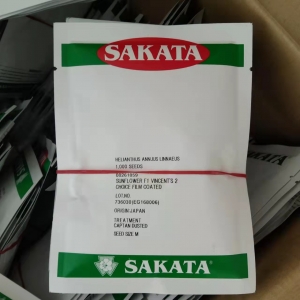 SAKATA
HELIANTHUS ANNUUS LINNAEUS
1,000 SEEDS
SUNFLOWER F1 VINCENT'S 2
CHOICE FILM COATED
LOT.NO
ORIGIN:JAPAN
TREATMENT
CAPTAN DUSTED
SEED SIZE M
SAKATA